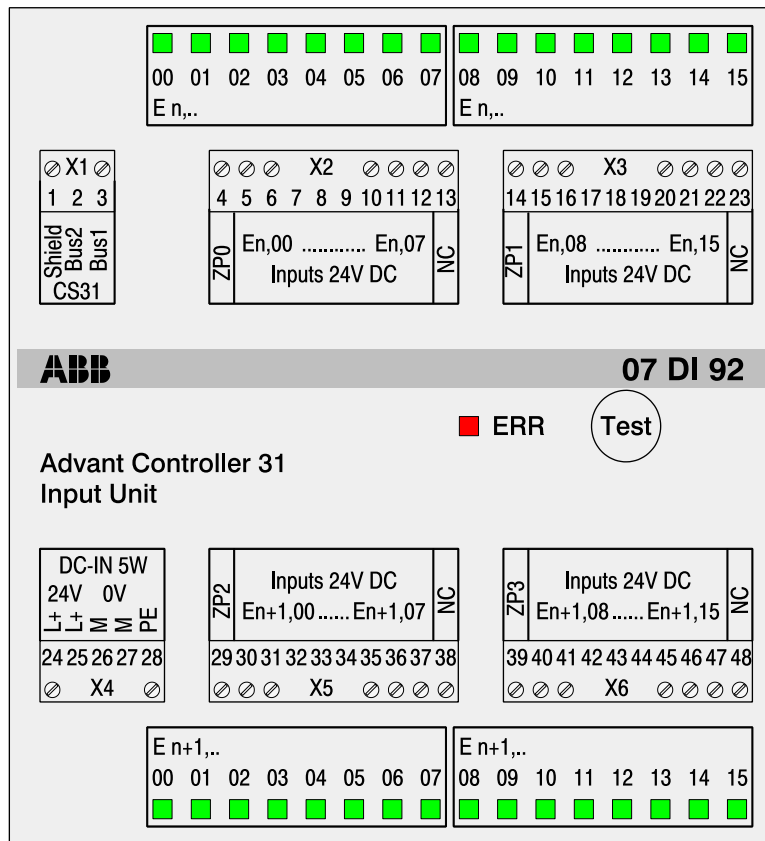 00 01 02 03 04 05 06 07
E n,..
08 09 10 11 12 13 14 15
E n,..
X1
1 2 3
Shield
Bus2
Bus1
CS31
X2
4 5 6 7 8 9 10 11 12 13
ZP0
En,00 ............ En,07
Inputs 24V DC
NC
X3
14 15 16 17 18 19 20 21 22 23
ZP1
En,08 ............ En,15
Inputs 24V DC
NC
ABB
07 DI 92
ERR
Test
Advant Controller 31
Input Unit
DC-IN 5W
24V 0V
L+
L+
M
M
PE
24 25 26 27 28
X4
ZP2
Inputs 24V DC
En+1,00 ...... En+1,07
NC
29 30 31 32 33 34 35 36 37 38
X5
ZP3
Inputs 24V DC
En+1,08 ...... En+1,15
NC
39 40 41 42 43 44 45 46 47 48
X6
E n+1,..
00 01 02 03 04 05 06 07
E n+1,..
08 09 10 11 12 13 14 15